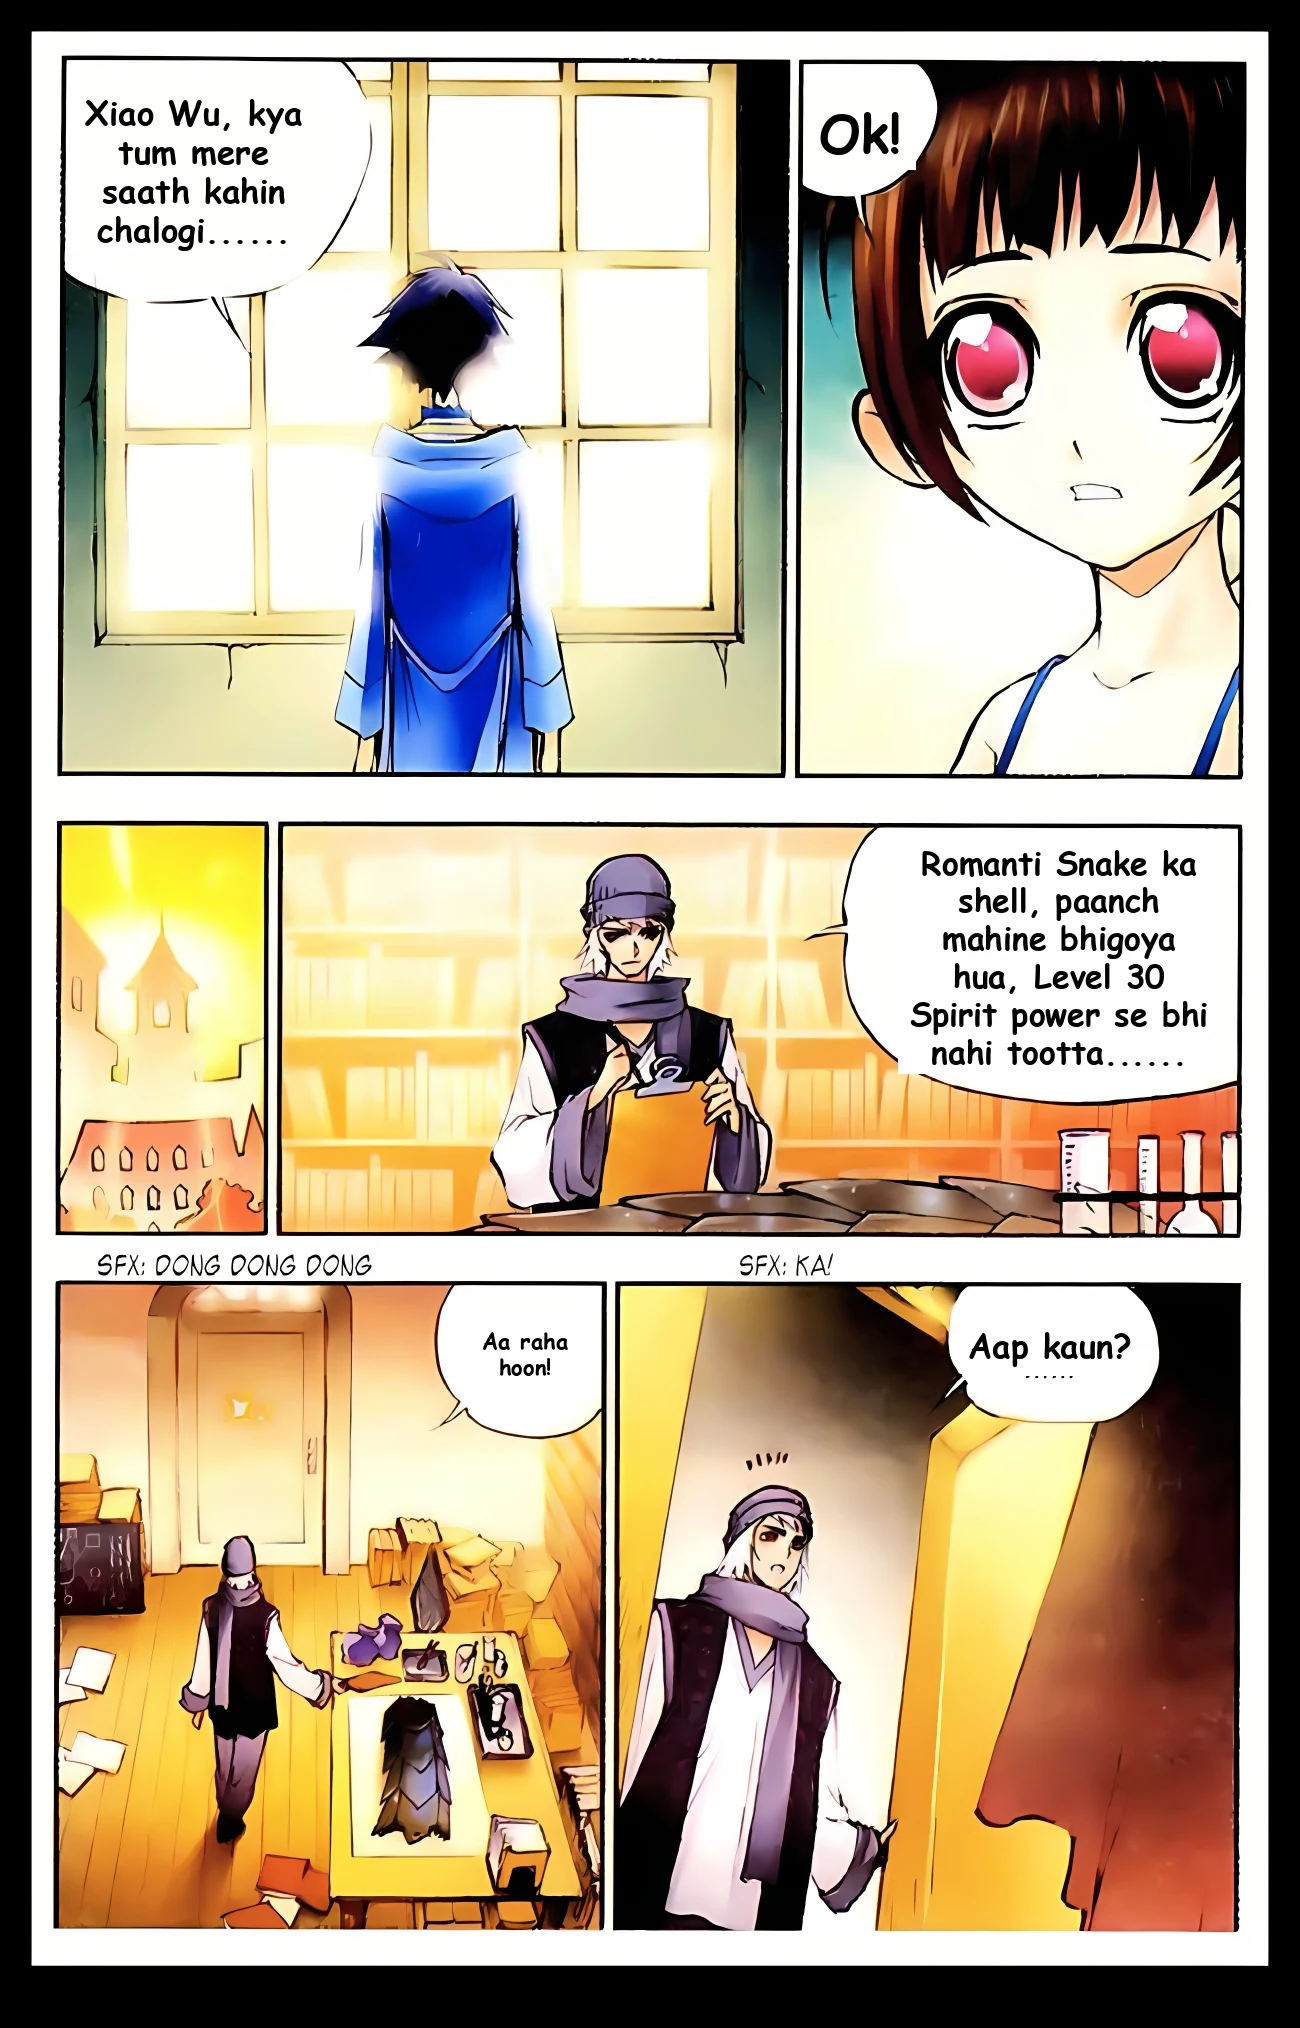 Xiao Wu, kya
tum mere
saath kahin
chalogi......
Ok!
Romanti Snake ka
shell, paanch
mahine bhigoya
hua, Level 30
Spirit power se bhi
nahi tootta......
SFX: DONG DONG DONG
SFX: KA!
Aa raha
hoon!
Aap kaun?
......